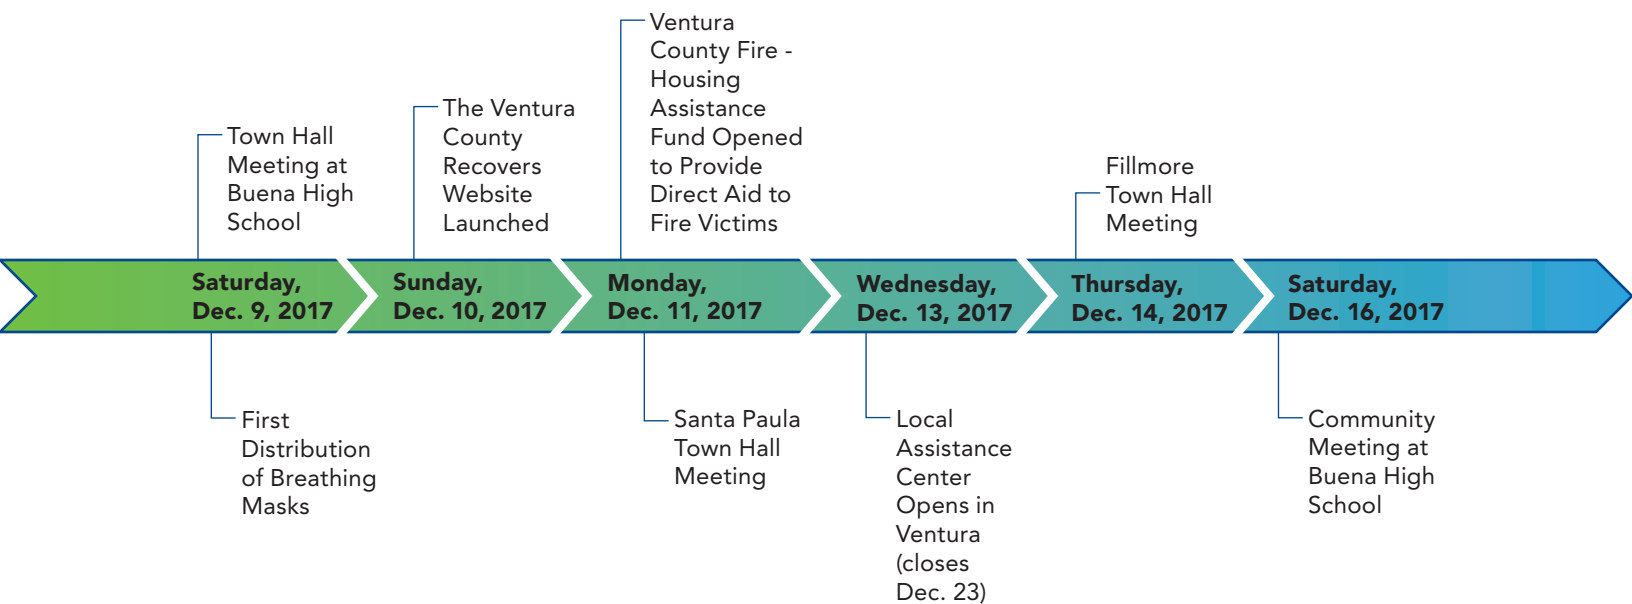 Town Hall
Meeting at
Buena High
School
The Ventura
County
Recovers
Website
Launched
Ventura
County Fire -
Housing
Assistance
Fund Opened
to Provide
Direct Aid to
Fire Victims
Fillmore
Town Hall
Meeting
Saturday,
Dec. 9, 2017
Sunday,
Dec. 10, 2017
Monday,
Dec. 11, 2017
Wednesday,
Dec. 13, 2017
Thursday,
Dec. 14, 2017
Saturday,
Dec. 16, 2017
First
Distribution
of Breathing
Masks
Santa Paula
Town Hall
Meeting
Local
Assistance
Center
Opens in
Ventura
(closes
Dec. 23)
Community
Meeting at
Buena High
School